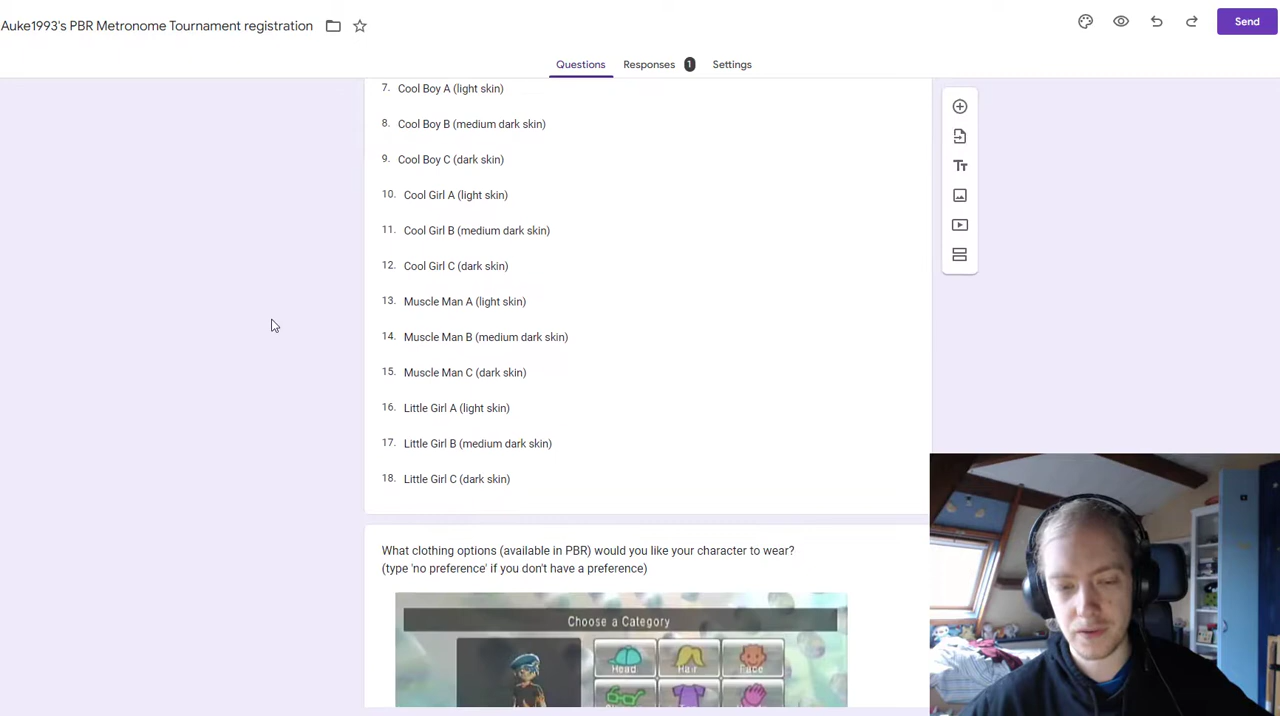 Auke1993's PBR Metronome Tournament registration
Send
Questions
Responses 1
Settings
7. Cool Boy A (light skin)
8. Cool Boy B (medium dark skin)
9. Cool Boy C (dark skin)
10. Cool Girl A (light skin)
11. Cool Girl B (medium dark skin)
12. Cool Girl C (dark skin)
13. Muscle Man A (light skin)
14. Muscle Man B (medium dark skin)
15. Muscle Man C (dark skin)
16. Little Girl A (light skin)
17. Little Girl B (medium dark skin)
18. Little Girl C (dark skin)
What clothing options (available in PBR) would you like your character to wear?
(type 'no preference' if you don't have a preference)
Choose a Category
Head Hair Face